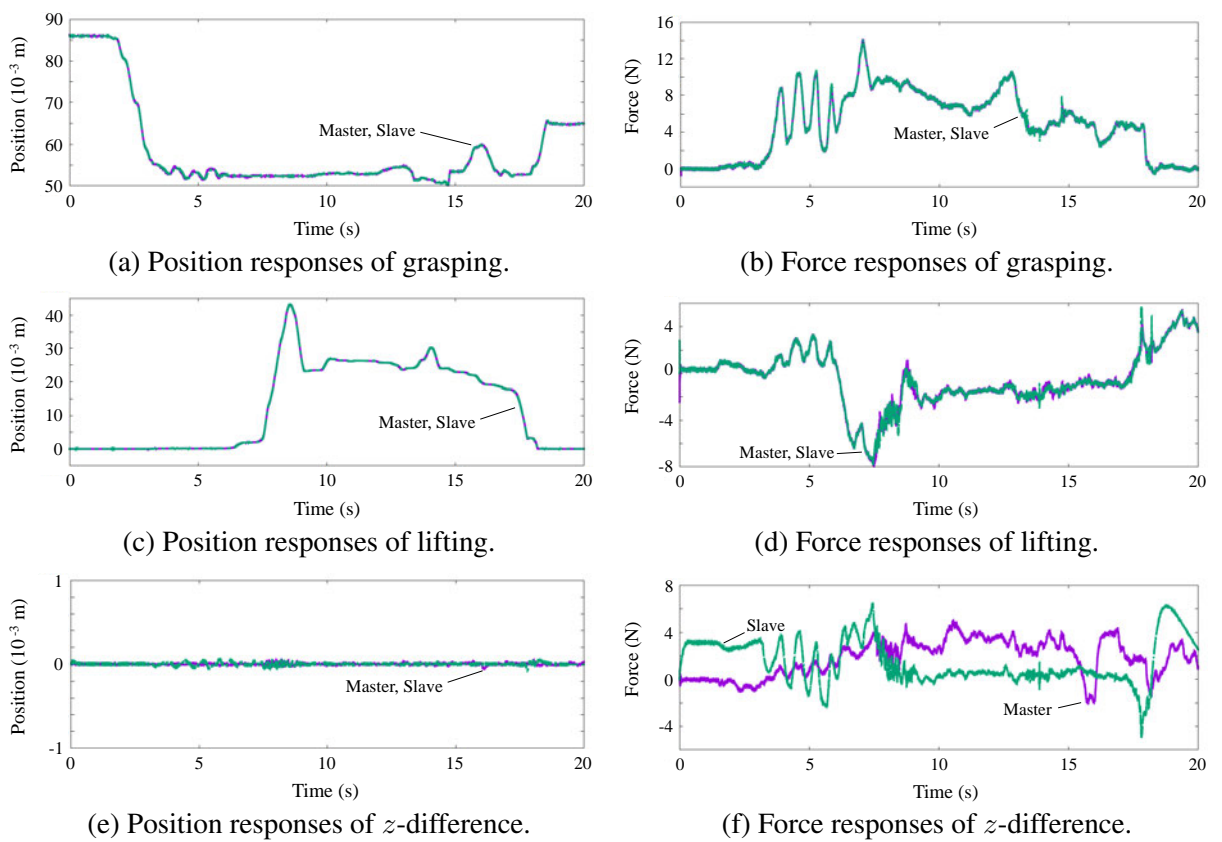 Position (10⁻³ m)
90
80
70
60
50
Master, Slave
0
5
10
15
20
Time (s)
(a) Position responses of grasping.
Force (N)
16
12
8
4
0
Master, Slave
0
5
10
15
20
Time (s)
(b) Force responses of grasping.
Position (10⁻³ m)
40
30
20
10
0
Master, Slave
0
5
10
15
20
Time (s)
(c) Position responses of lifting.
Force (N)
4
0
-4
-8
Master, Slave
0
5
10
15
20
Time (s)
(d) Force responses of lifting.
Position (10⁻³ m)
1
0
-1
Master, Slave
0
5
10
15
20
Time (s)
(e) Position responses of z-difference.
Force (N)
8
4
0
-4
Slave
Master
0
5
10
15
20
Time (s)
(f) Force responses of z-difference.